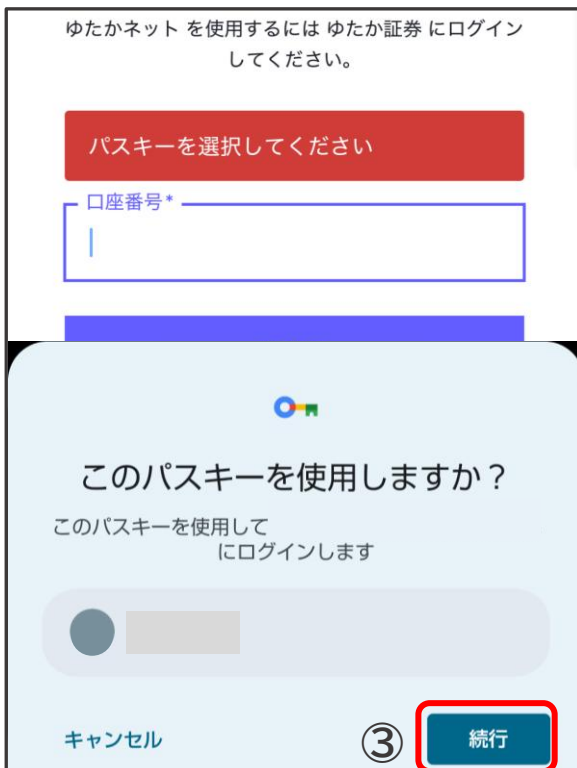 ゆたかネット を使用するには ゆたか証券 にログイン
してください。
パスキーを選択してください
口座番号*
このパスキーを使用しますか？
このパスキーを使用して
にログインします
キャンセル
③
続行